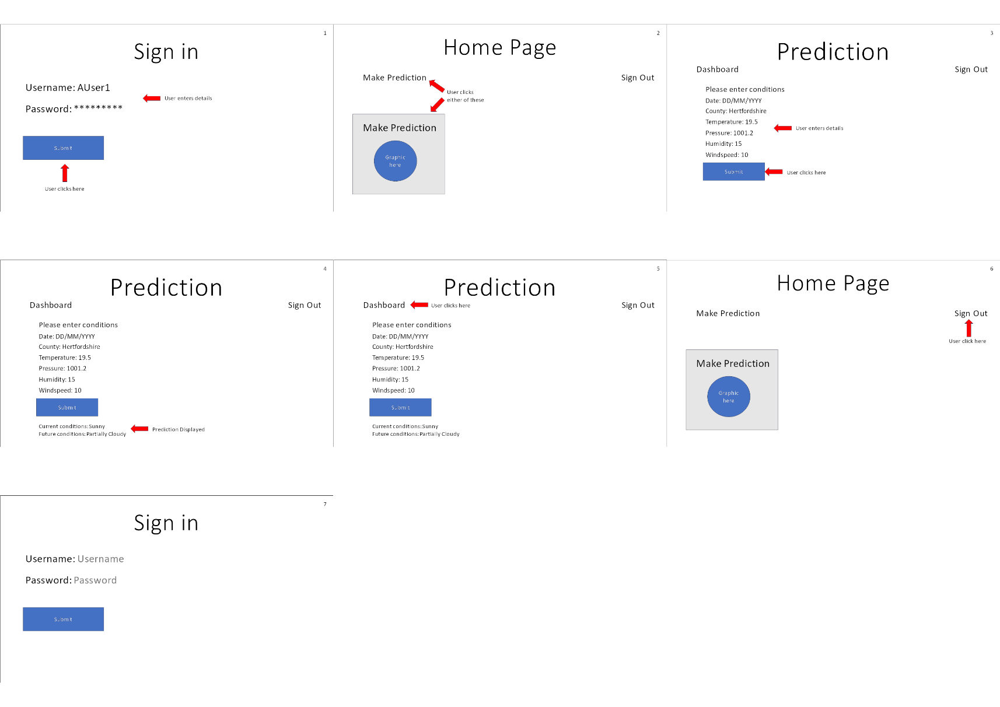 1
Sign in
Username: AUser1
User enters details
Password: *********
Submit
User clicks here
2
Home Page
Make Prediction
Sign Out
User clicks
either of these
Make Prediction
Graphic
here
3
Prediction
Dashboard
Sign Out
Please enter conditions
Date: DD/MM/YYYY
County: Hertfordshire
Temperature: 19.5
User enters details
Pressure: 1001.2
Humidity: 15
Windspeed: 10
Submit
User clicks here
4
Prediction
Dashboard
Sign Out
Please enter conditions
Date: DD/MM/YYYY
County: Hertfordshire
Temperature: 19.5
Pressure: 1001.2
Humidity: 15
Windspeed: 10
Submit
Current conditions: Sunny
Future conditions: Partially Cloudy
Prediction Displayed
5
Prediction
Dashboard
User clicks here
Sign Out
Please enter conditions
Date: DD/MM/YYYY
County: Hertfordshire
Temperature: 19.5
Pressure: 1001.2
Humidity: 15
Windspeed: 10
Submit
Current conditions: Sunny
Future conditions: Partially Cloudy
6
Home Page
Make Prediction
Sign Out
User click here
Make Prediction
Graphic
here
7
Sign in
Username: Username
Password: Password
Submit